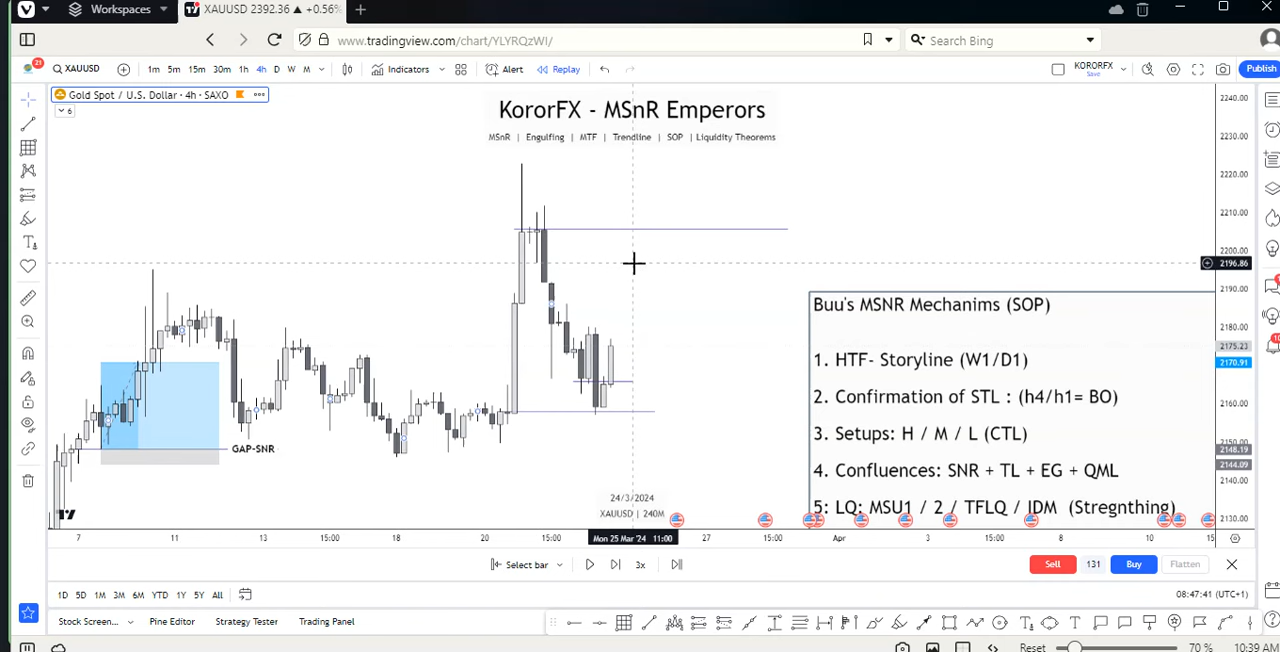 Workspaces
XAUUSD 2392.36 ▲ +0.56%
www.tradingview.com/chart/YLYRQzWI/
Search Bing
21
XAUUSD
1m 5m 15m 30m 1h 4h D W M
Indicators
Alert
Replay
KORORFX
Save
Publish
Gold Spot / U.S. Dollar · 4h · SAXO
6
KororFX - MSnR Emperors
MSnR | Engulfing | MTF | Trendline | SOP | Liquidity Theorems
2240.00
2230.00
2220.00
2210.00
2200.00
2196.86
2190.00
2180.00
2175.23
2170.91
2160.00
2150.00
2148.19
2144.09
2140.00
2130.00
GAP-SNR
Buu's MSNR Mechanims (SOP)
1. HTF- Storyline (W1/D1)
2. Confirmation of STL : (h4/h1= BO)
3. Setups: H / M / L (CTL)
4. Confluences: SNR + TL + EG + QML
5: LQ: MSU1 / 2 / TFLQ / IDM (Stregnthing)
24/3/2024
XAUUSD | 240M
7 11 13 15:00 18 20 15:00 Mon 25 Mar '24 11:00 27 15:00 Apr 3 15:00 8 10 15
Select bar
3x
Sell 131 Buy Flatten
1D 5D 1M 3M 6M YTD 1Y 5Y All
08:47:41 (UTC+1)
Stock Screen... Pine Editor Strategy Tester Trading Panel
Reset 70 % 10:39 AM